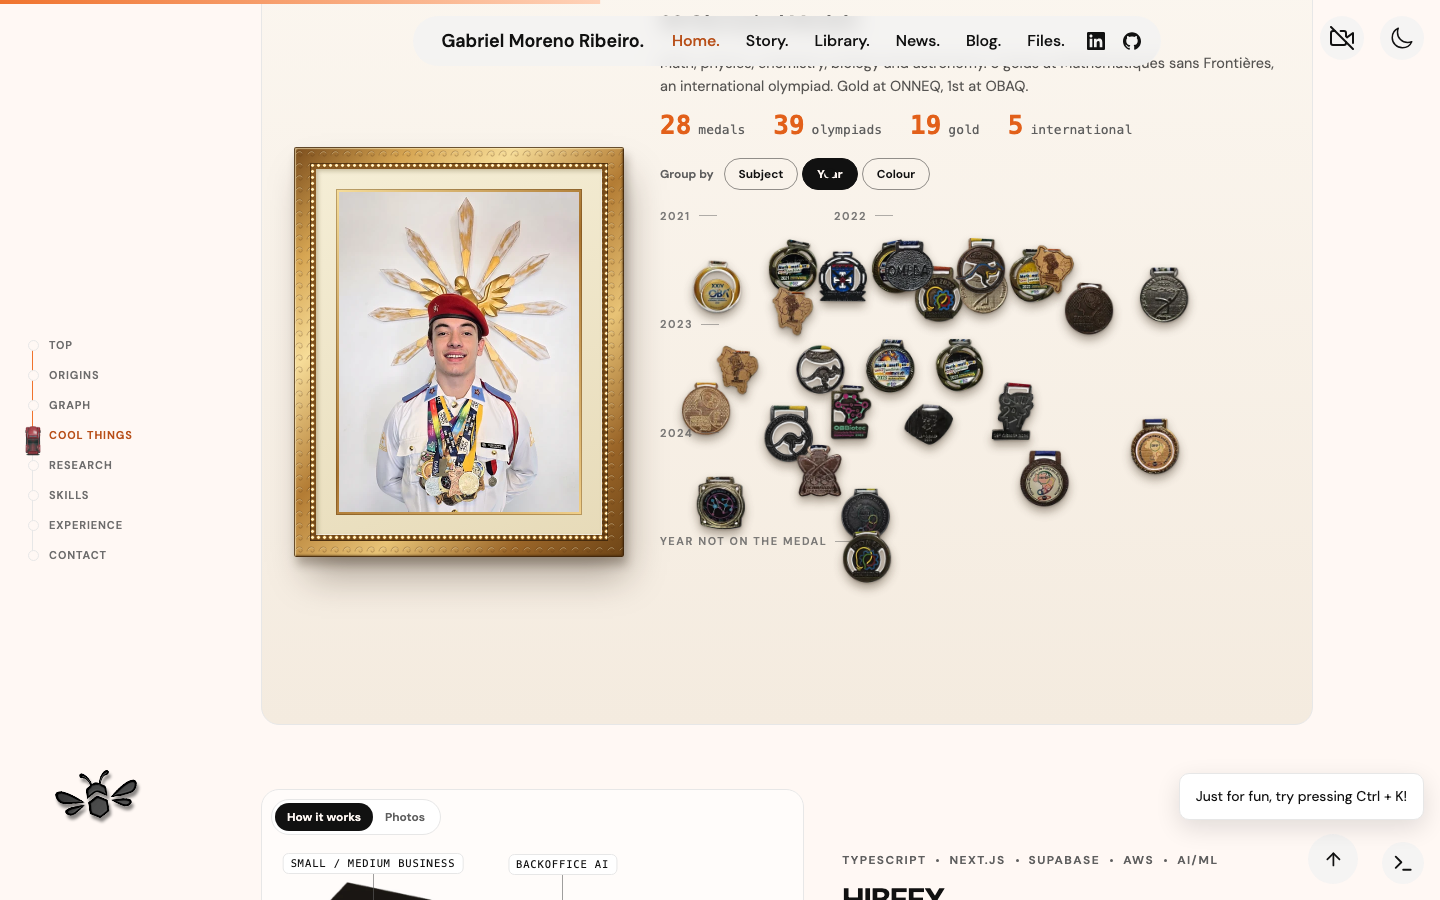 Gabriel Moreno Ribeiro.
Home.
Story.
Library.
News.
Blog.
Files.
an international olympiad. Gold at ONNEQ, 1st at OBAQ.
28 medals
39 olympiads
19 gold
5 international
Group by
Subject
Colour
2021
2022
2023
2024
YEAR NOT ON THE MEDAL
TOP
ORIGINS
GRAPH
COOL THINGS
RESEARCH
SKILLS
EXPERIENCE
CONTACT
How it works
Photos
SMALL / MEDIUM BUSINESS
BACKOFFICE AI
Just for fun, try pressing Ctrl + K!
TYPESCRIPT • NEXT.JS • SUPABASE • AWS • AI/ML